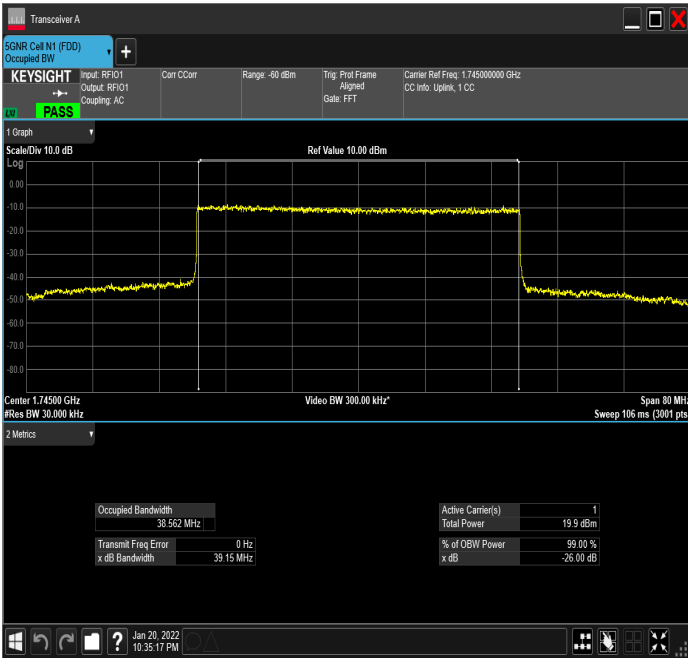 Transceiver A
5GNR Cell N1 (FDD)
Occupied BW
+
KEYSIGHT
Input: RFIO1
Output: RFIO1
Coupling: AC
Corr CCorr
Range: -60 dBm
Trig: Prot Frame
Aligned
Gate: FFT
Carrier Ref Freq: 1.745000000 GHz
CC Info: Uplink, 1 CC
PASS
1 Graph
Scale/Div 10.0 dB
Ref Value 10.00 dBm
Log
0.00
-10.0
-20.0
-30.0
-40.0
-50.0
-60.0
-70.0
-80.0
Center 1.74500 GHz
Video BW 300.00 kHz*
Span 80 MHz
#Res BW 30.000 kHz
Sweep 106 ms (3001 pts
2 Metrics
Occupied Bandwidth
38.562 MHz
Transmit Freq Error 0 Hz
x dB Bandwidth 39.15 MHz
Active Carrier(s) 1
Total Power 19.9 dBm
% of OBW Power 99.00 %
x dB -26.00 dB
?
Jan 20, 2022
10:35:17 PM